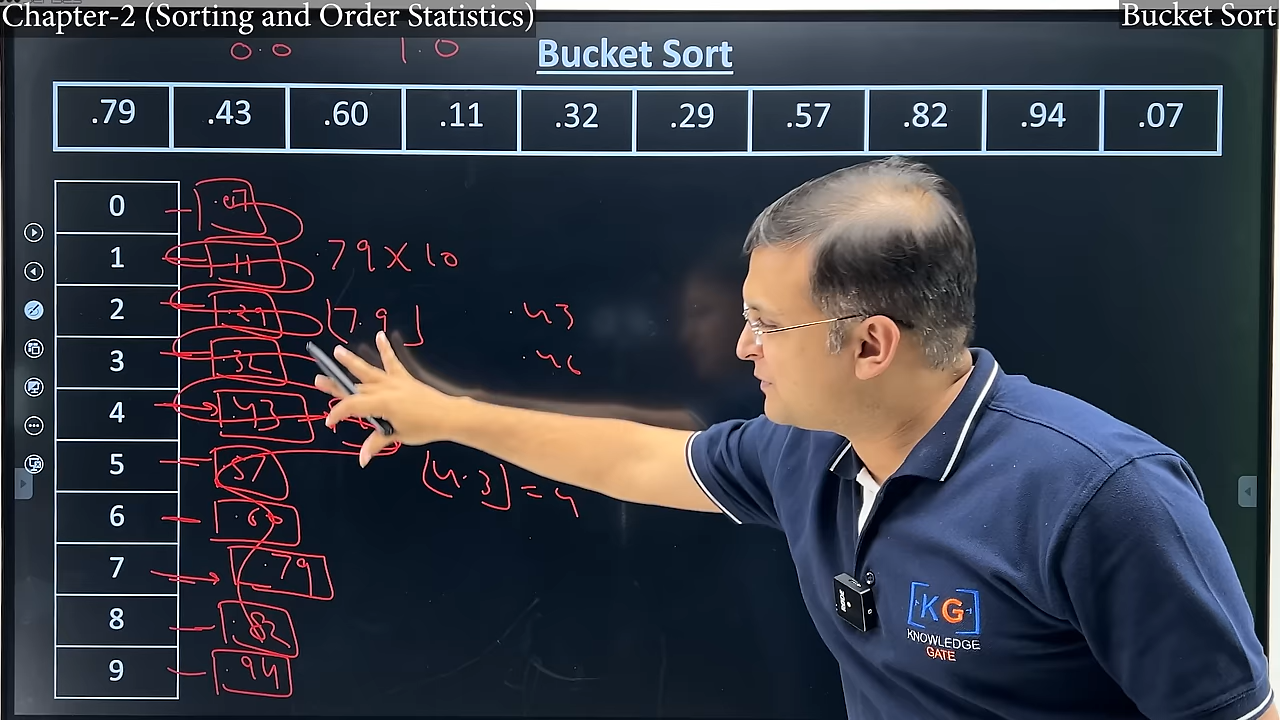 Chapter-2 (Sorting and Order Statistics)
Bucket Sort
0.0 1.0
Bucket Sort
.79 .43 .60 .11 .32 .29 .57 .82 .94 .07
0 .07
1 .11
.79 X 10
2 .29
⌊7.9⌋
.43
3 .32
.46
4 .43
5 .57
⌊4.3⌋ = 4
6 .60
7 .79
8 .82
9 .94
KG
KNOWLEDGE
GATE